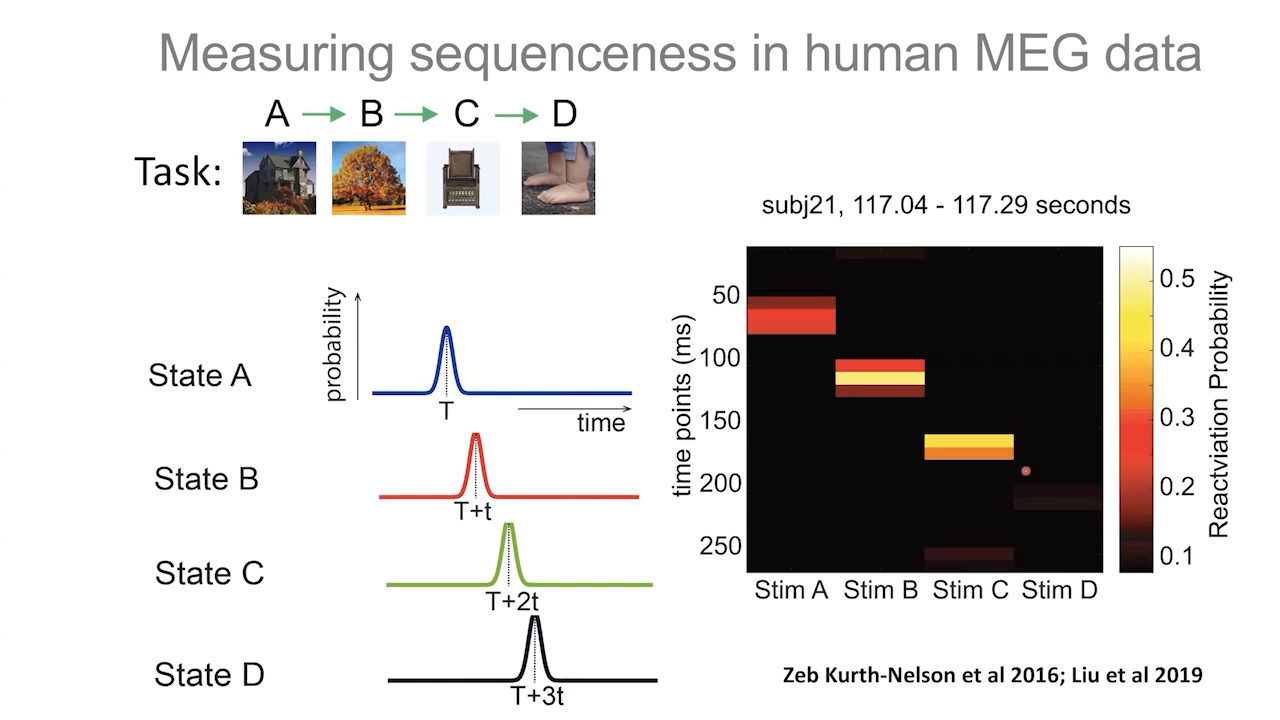 Measuring sequenceness in human MEG data
A B C D
Task:
subj21, 117.04 - 117.29 seconds
probability
State A
T
time
State B
T+t
State C
T+2t
State D
T+3t
time points (ms)
50
100
150
200
250
Stim A Stim B Stim C Stim D
0.5
0.4
0.3
0.2
0.1
Reactviation Probability
Zeb Kurth-Nelson et al 2016; Liu et al 2019